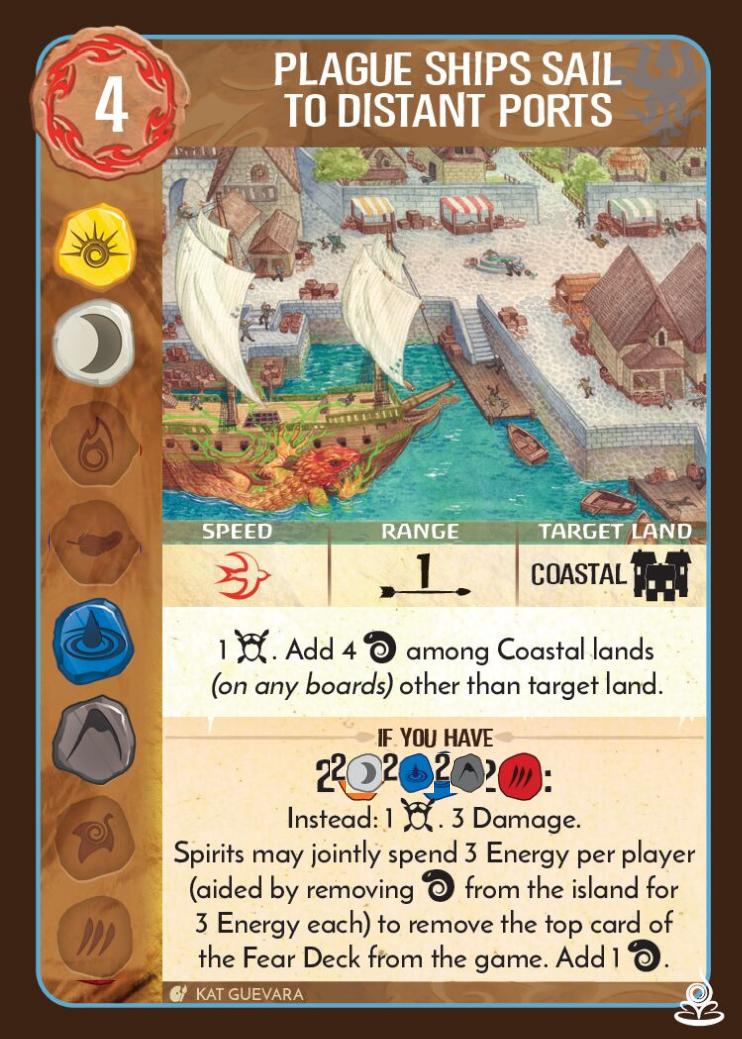 4
PLAGUE SHIPS SAIL
TO DISTANT PORTS
SPEED RANGE TARGET LAND
1 COASTAL
1 . Add 4 among Coastal lands
(on any boards) other than target land.
IF YOU HAVE
22 2 2 2 :
Instead: 1 . 3 Damage.
Spirits may jointly spend 3 Energy per player
(aided by removing from the island for
3 Energy each) to remove the top card of
the Fear Deck from the game. Add 1 .
KAT GUEVARA